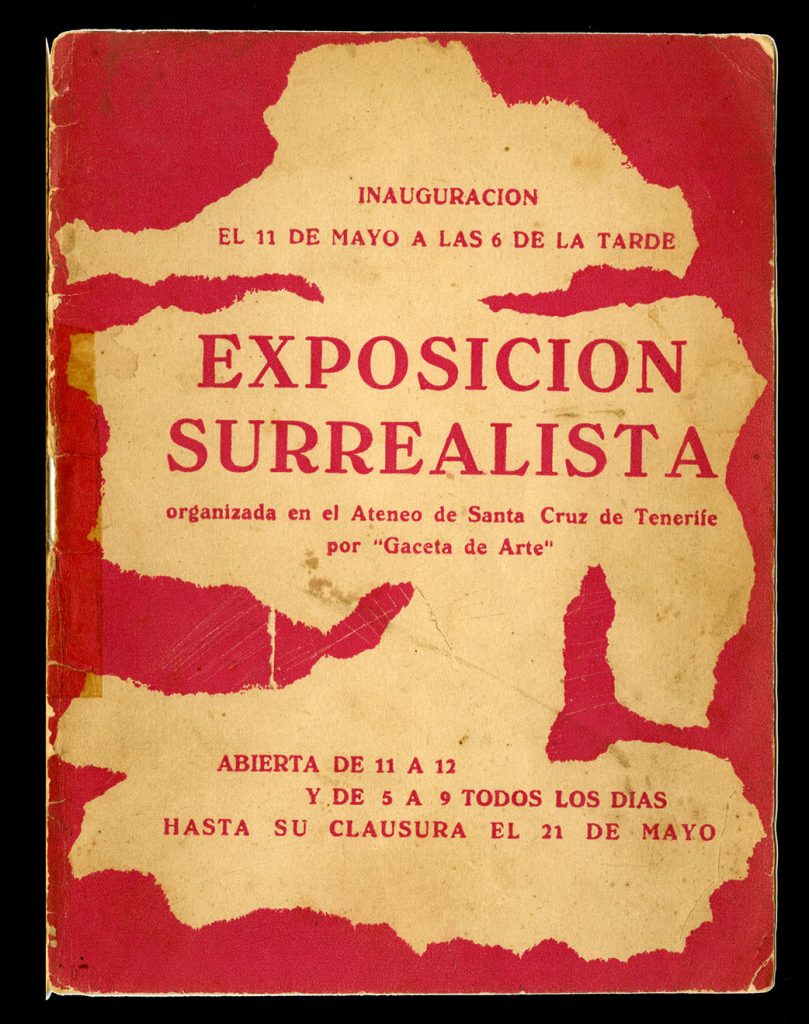 INAUGURACION
EL 11 DE MAYO A LAS 6 DE LA TARDE
EXPOSICION
SURREALISTA
organizada en el Ateneo de Santa Cruz de Tenerife
por "Gaceta de Arte"
ABIERTA DE 11 A 12
Y DE 5 A 9 TODOS LOS DIAS
HASTA SU CLAUSURA EL 21 DE MAYO